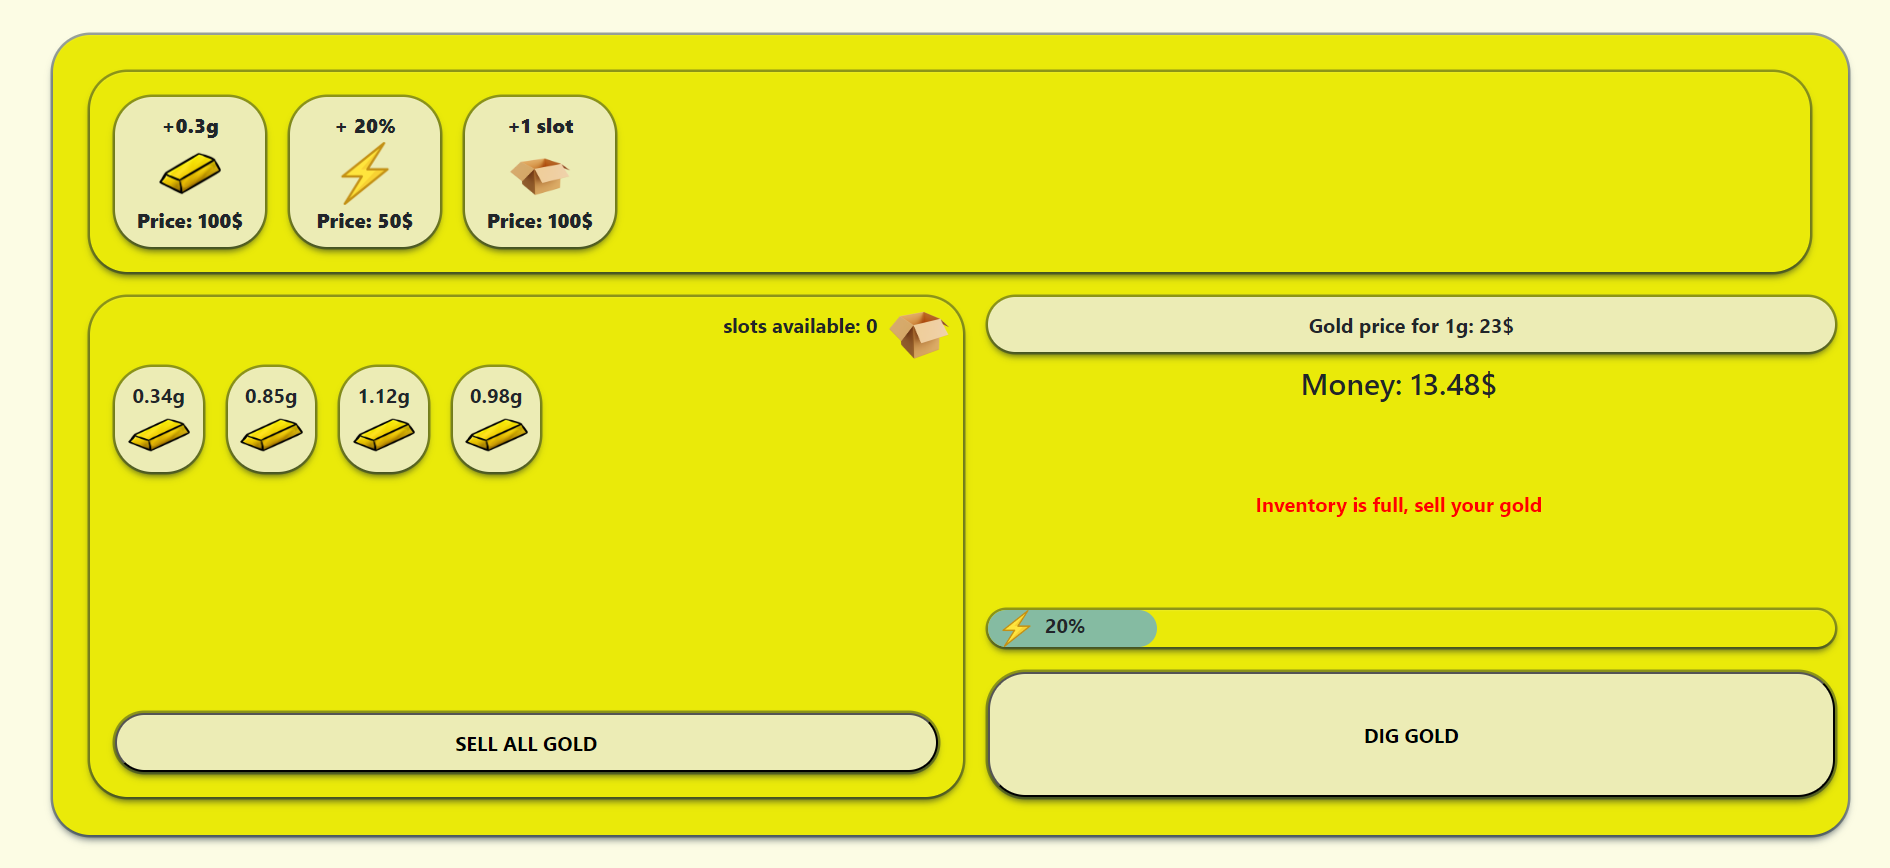 +0.3g
Price: 100$
+ 20%
Price: 50$
+1 slot
Price: 100$
slots available: 0
0.34g
0.85g
1.12g
0.98g
SELL ALL GOLD
Gold price for 1g: 23$
Money: 13.48$
Inventory is full, sell your gold
20%
DIG GOLD